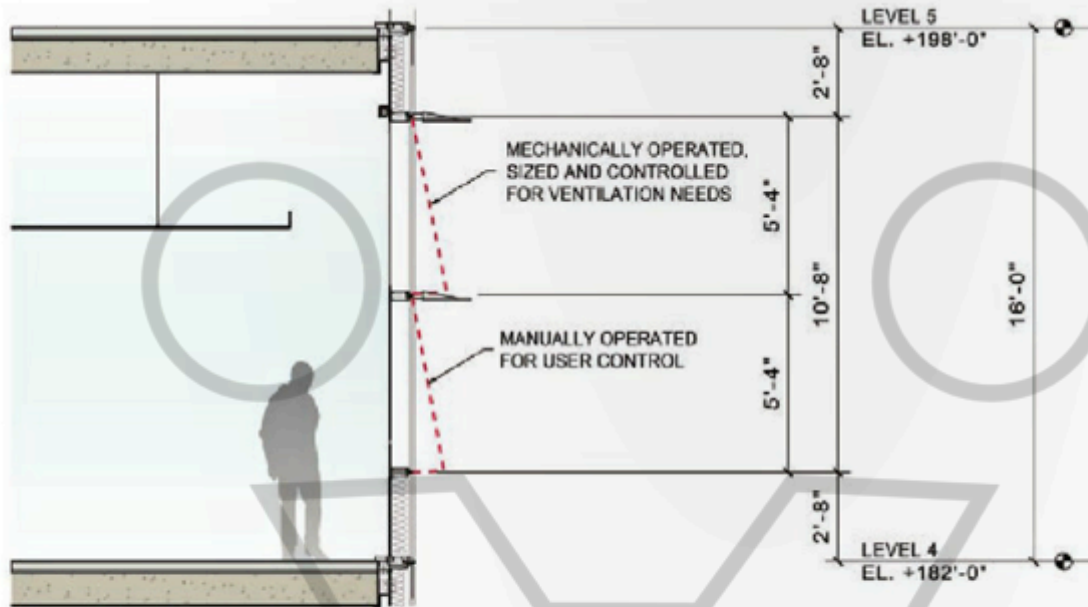 LEVEL 5
EL. +198'-0"
2'-8"
MECHANICALLY OPERATED,
SIZED AND CONTROLLED
FOR VENTILATION NEEDS
5'-4"
10'-8"
16'-0"
MANUALLY OPERATED
FOR USER CONTROL
5'-4"
2'-8"
LEVEL 4
EL. +182'-0"